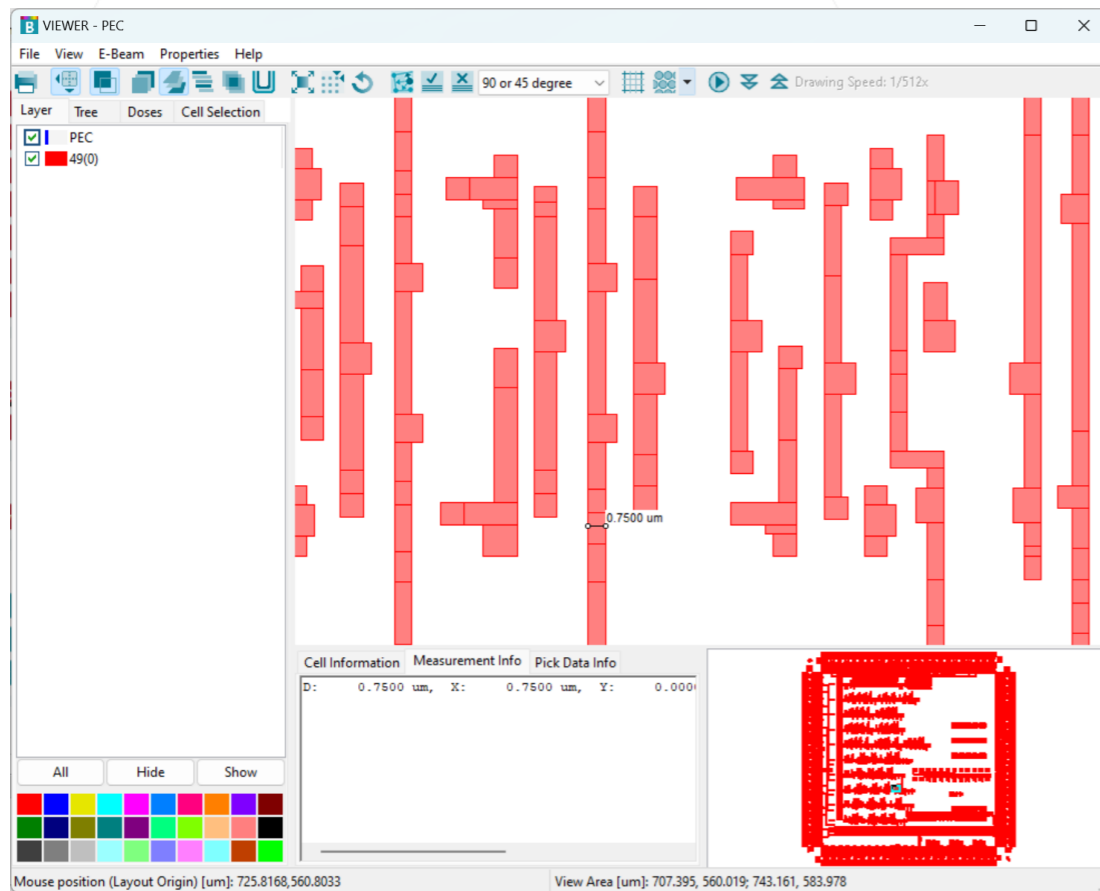 VIEWER - PEC
File View E-Beam Properties Help
90 or 45 degree Drawing Speed: 1/512x
Layer Tree Doses Cell Selection
PEC
49(0)
0.7500 um
Cell Information Measurement Info Pick Data Info
D: 0.7500 um, X: 0.7500 um, Y: 0.000
All Hide Show
Mouse position (Layout Origin) [um]: 725.8168,560.8033 View Area [um]: 707.395, 560.019; 743.161, 583.978